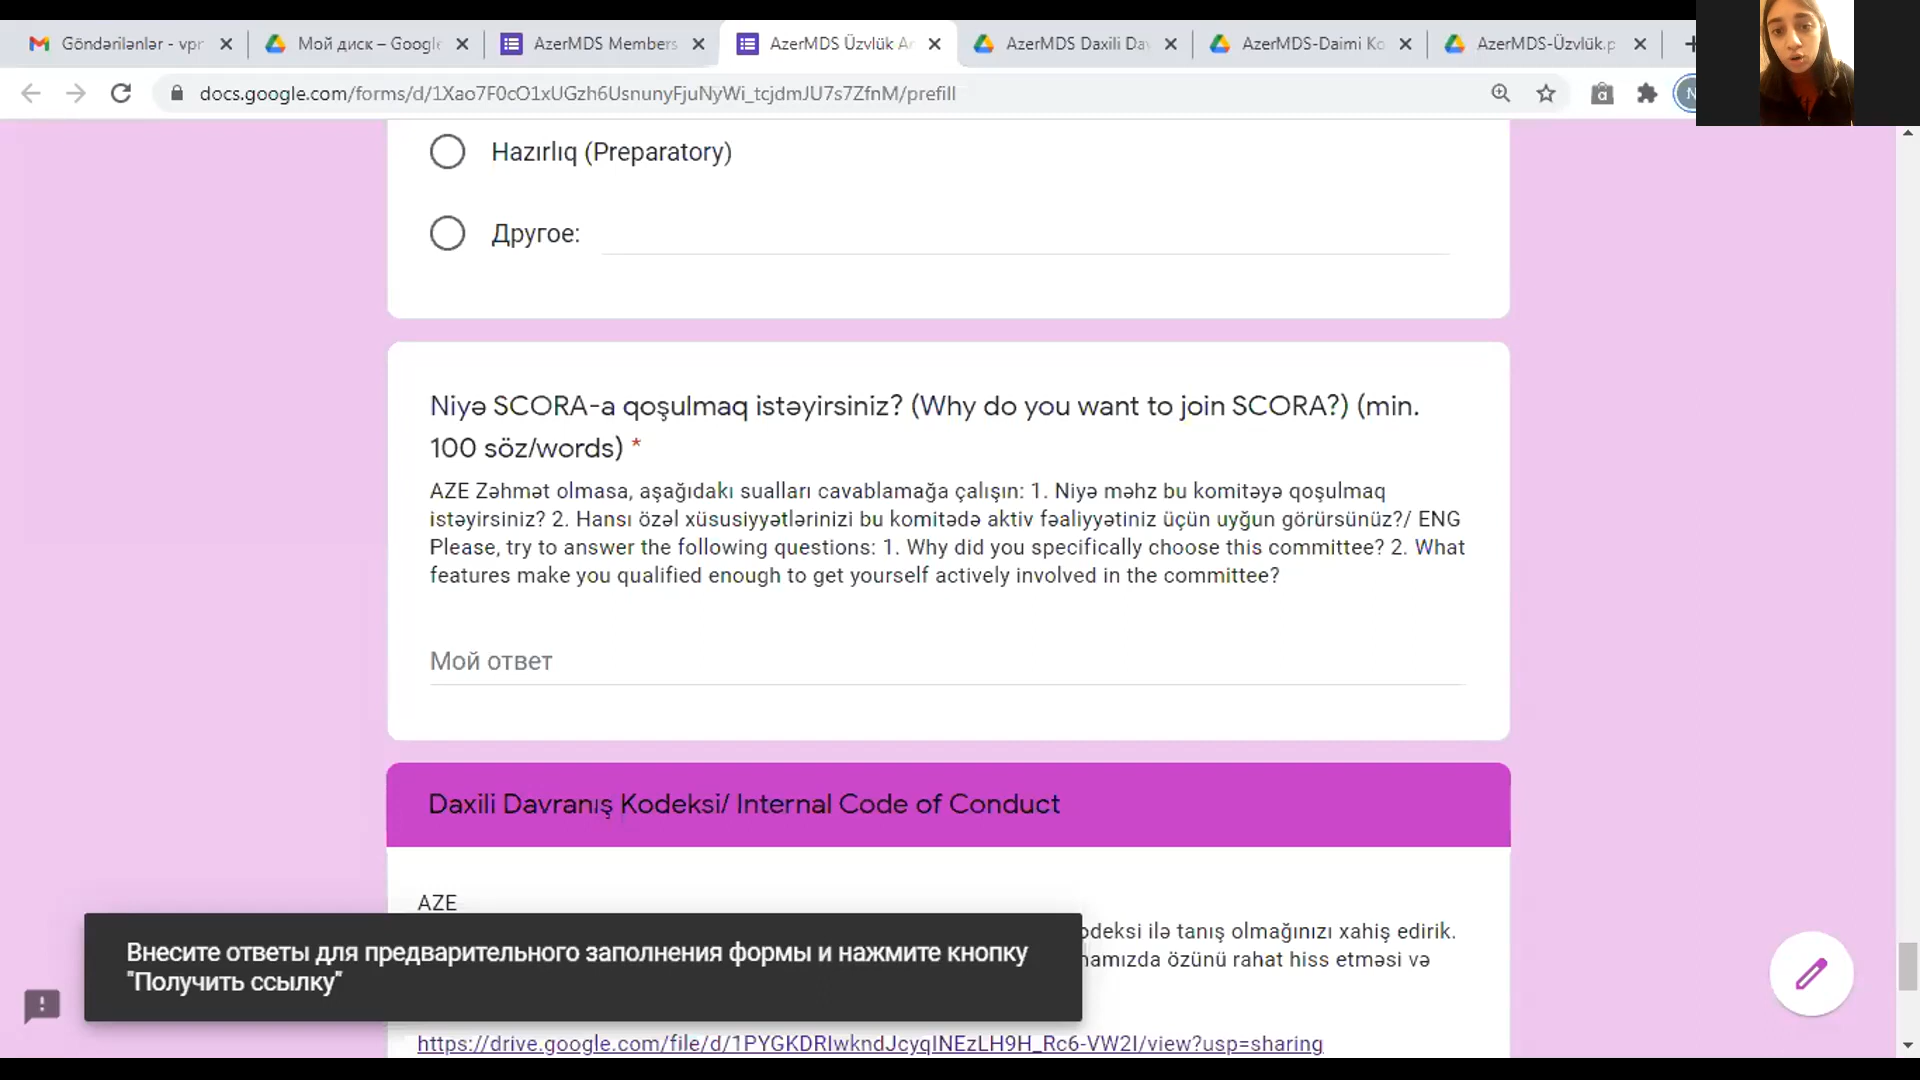 Göndərilənlər - vpr
Мой диск – Google
AzerMDS Members
AzerMDS Üzvlük Ar
AzerMDS Daxili Da
AzerMDS-Daimi Ko
AzerMDS-Üzvlük.p
docs.google.com/forms/d/1Xao7F0cO1xUGzh6UsnunyFjuNyWi_tcjdmJU7s7ZfnM/prefill
Hazırlıq (Preparatory)
Другое:
Niyə SCORA-a qoşulmaq istəyirsiniz? (Why do you want to join SCORA?) (min.
100 söz/words) *
AZE Zəhmət olmasa, aşağıdakı sualları cavablamağa çalışın: 1. Niyə məhz bu komitəyə qoşulmaq
istəyirsiniz? 2. Hansı özəl xüsusiyyətlərinizi bu komitədə aktiv fəaliyyətiniz üçün uyğun görürsünüz?/ ENG
Please, try to answer the following questions: 1. Why did you specifically choose this committee? 2. What
features make you qualified enough to get yourself actively involved in the committee?
Мой ответ
Daxili Davranış Kodeksi/ Internal Code of Conduct
AZE
odeksi ilə tanış olmağınızı xahiş edirik.
mamızda özünü rahat hiss etməsi və
Внесите ответы для предварительного заполнения формы и нажмите кнопку
"Получить ссылку"
https://drive.google.com/file/d/1PYGKDRIwkndJcyqINEzLH9H_Rc6-VW2I/view?usp=sharing